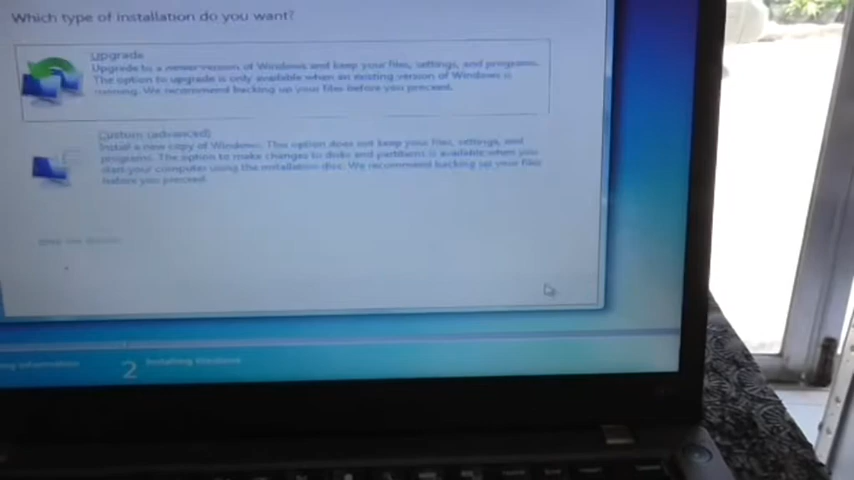 Which type of installation do you want?
Upgrade
Upgrade to a newer version of Windows and keep your files, settings, and programs.
The option to upgrade is only available when an existing version of Windows is
running. We recommend backing up your files before you proceed.
Custom (advanced)
Install a new copy of Windows. This option does not keep your files, settings, and
programs. The option to make changes to disks and partitions is available when you
start your computer using the installation disc. We recommend backing up your files
before you proceed.
information
2 Installing Windows